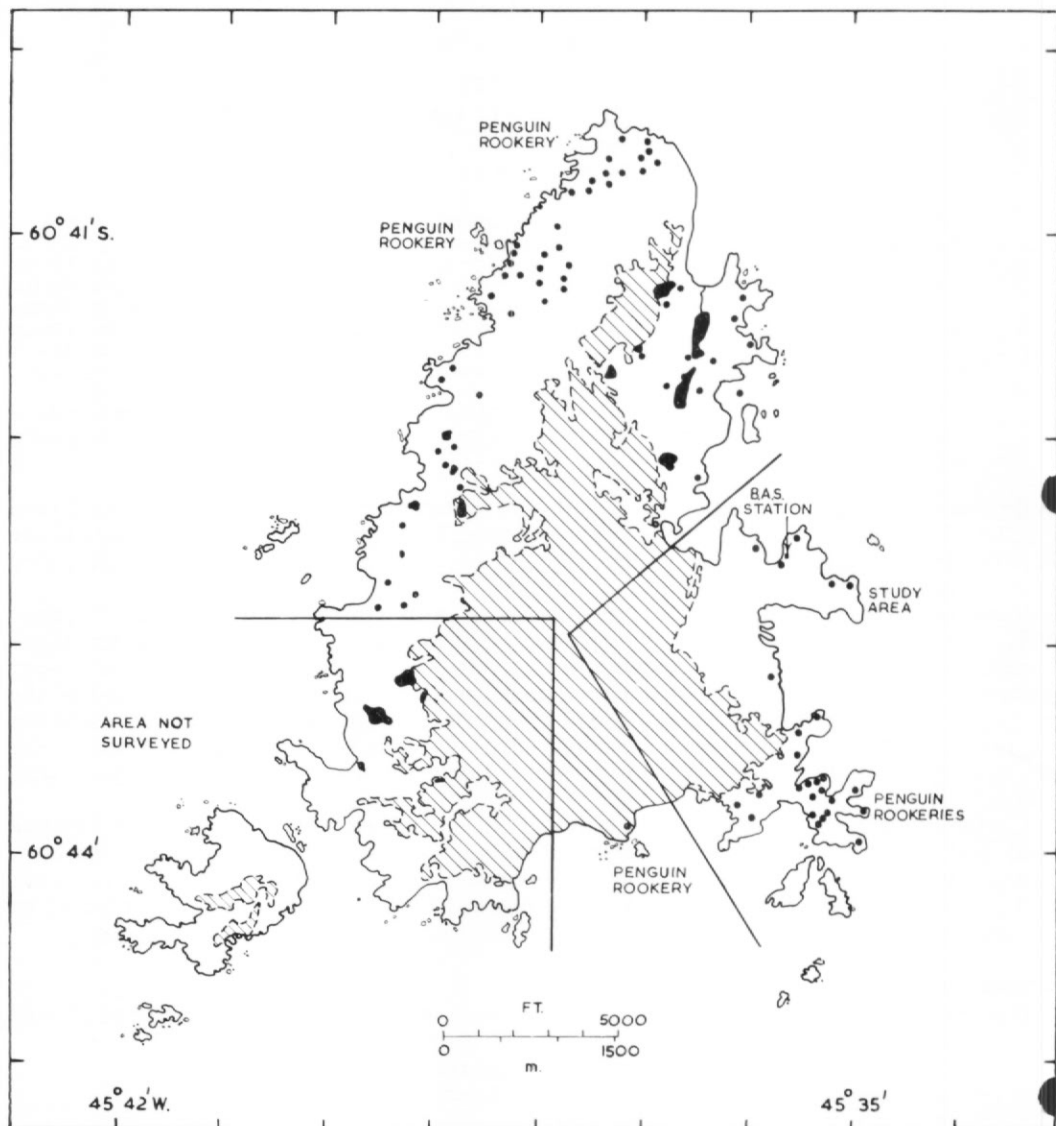 PENGUIN
ROOKERY
PENGUIN
ROOKERY
60° 41′ S.
B.A.S.
STATION
STUDY
AREA
AREA NOT
SURVEYED
PENGUIN
ROOKERIES
60° 44′
PENGUIN
ROOKERY
FT.
0 5000
0 1500
m.
45° 42′ W.
45° 35′